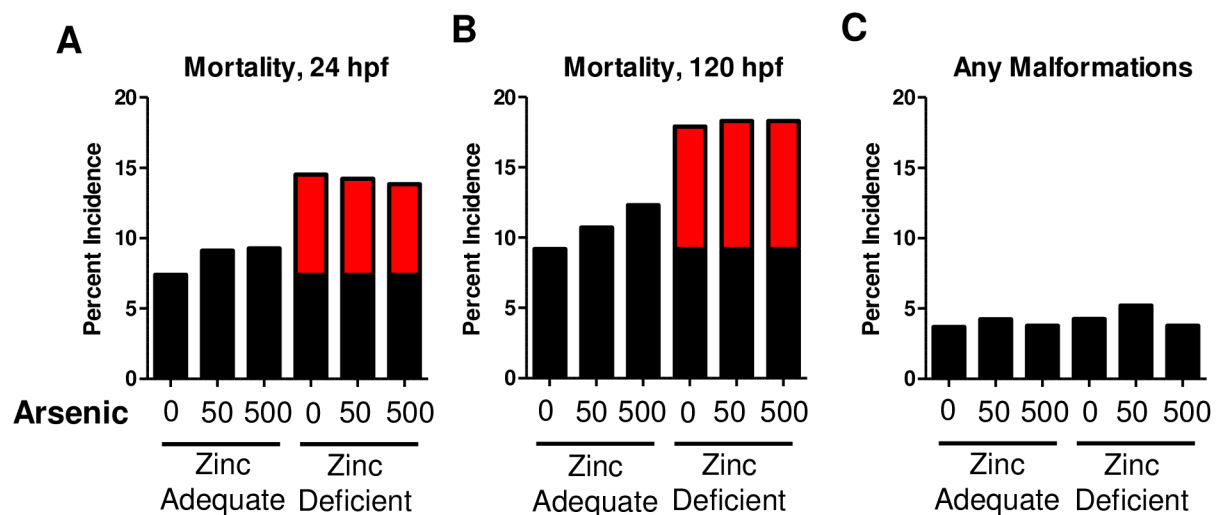 A
Mortality, 24 hpf
Percent Incidence
20
15
10
5
0
Arsenic 0 50 500 0 50 500
Zinc Adequate
Zinc Deficient
B
Mortality, 120 hpf
Percent Incidence
20
15
10
5
0
0 50 500 0 50 500
Zinc Adequate
Zinc Deficient
C
Any Malformations
Percent Incidence
20
15
10
5
0
0 50 500 0 50 500
Zinc Adequate
Zinc Deficient